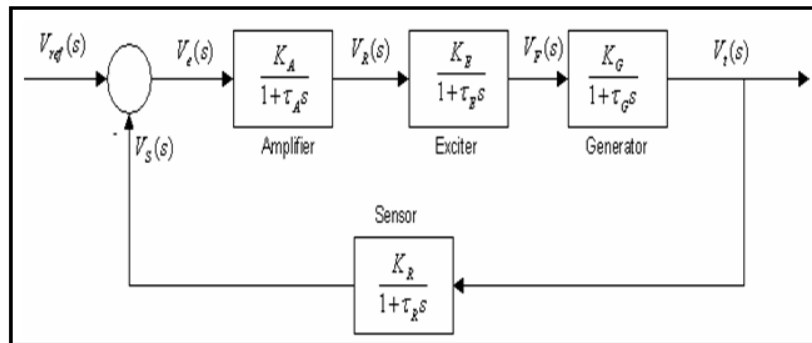 V_ref(s)
V_e(s)
K_A
1+τ_A s
V_R(s)
K_E
1+τ_E s
V_F(s)
K_G
1+τ_G s
V_t(s)
Amplifier
Exciter
Generator
-
V_S(s)
Sensor
K_R
1+τ_R s